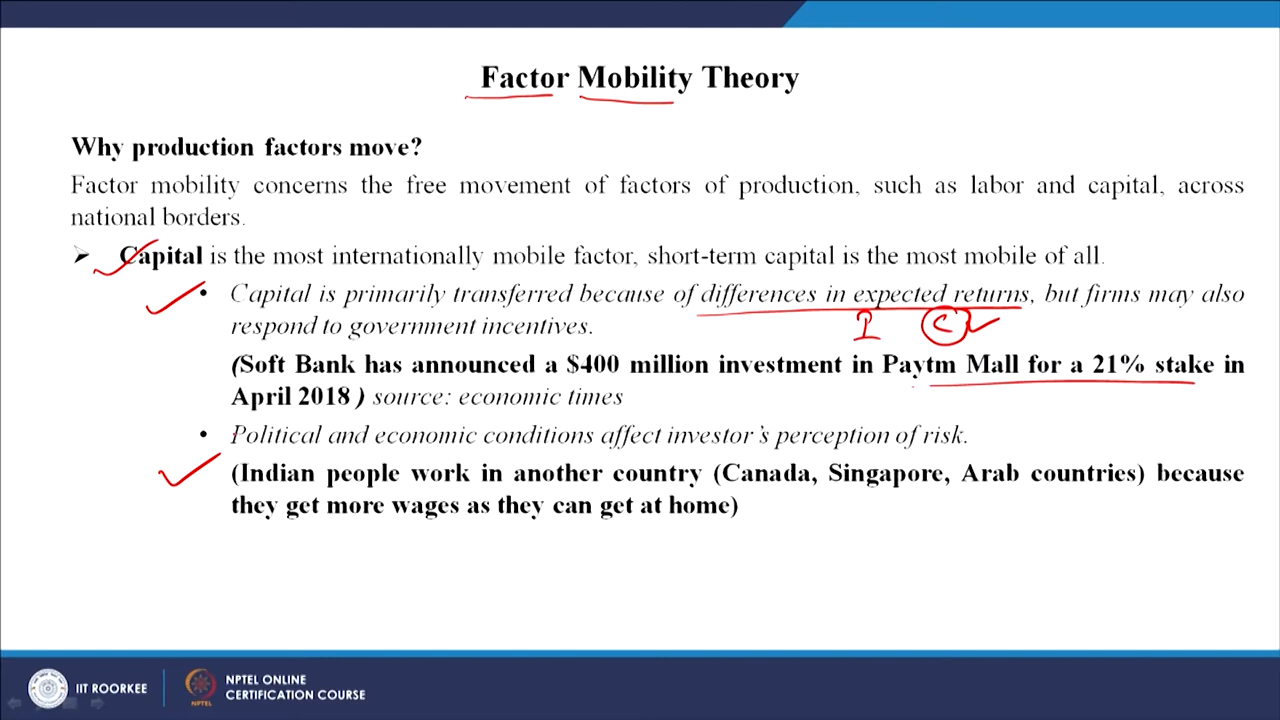 Factor Mobility Theory
Why production factors move?
Factor mobility concerns the free movement of factors of production, such as labor and capital, across
national borders.
➢ Capital is the most internationally mobile factor, short-term capital is the most mobile of all.
• Capital is primarily transferred because of differences in expected returns, but firms may also
I C
respond to government incentives.
(Soft Bank has announced a $400 million investment in Paytm Mall for a 21% stake in
April 2018 ) source: economic times
• Political and economic conditions affect investor's perception of risk.
(Indian people work in another country (Canada, Singapore, Arab countries) because
they get more wages as they can get at home)
IIT ROORKEE
NPTEL
NPTEL ONLINE
CERTIFICATION COURSE